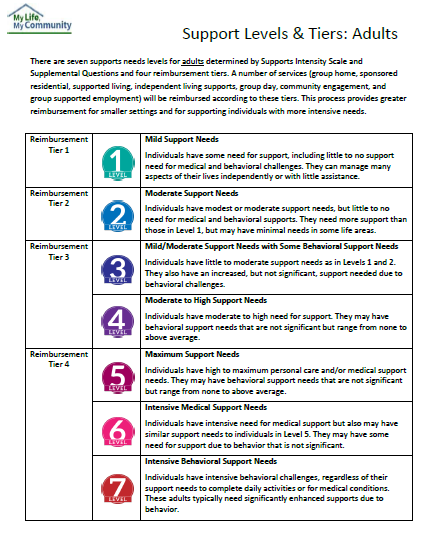 My Life,
My Community
Support Levels & Tiers: Adults
There are seven supports needs levels for adults determined by Supports Intensity Scale and
Supplemental Questions and four reimbursement tiers. A number of services (group home, sponsored
residential, supported living, independent living supports, group day, community engagement, and
group supported employment) will be reimbursed according to these tiers. This process provides greater
reimbursement for smaller settings and for supporting individuals with more intensive needs.
Reimbursement
Tier 1
1
LEVEL
Mild Support Needs
Individuals have some need for support, including little to no support
need for medical and behavioral challenges. They can manage many
aspects of their lives independently or with little assistance.
Reimbursement
Tier 2
2
LEVEL
Moderate Support Needs
Individuals have modest or moderate support needs, but little to no
need for medical and behavioral supports. They need more support than
those in Level 1, but may have minimal needs in some life areas.
Reimbursement
Tier 3
3
LEVEL
Mild/Moderate Support Needs with Some Behavioral Support Needs
Individuals have little to moderate support needs as in Levels 1 and 2.
They also have an increased, but not significant, support needed due to
behavioral challenges.
4
LEVEL
Moderate to High Support Needs
Individuals have moderate to high need for support. They may have
behavioral support needs that are not significant but range from none to
above average.
Reimbursement
Tier 4
5
LEVEL
Maximum Support Needs
Individuals have high to maximum personal care and/or medical support
needs. They may have behavioral support needs that are not significant
but range from none to above average.
6
LEVEL
Intensive Medical Support Needs
Individuals have intensive need for medical support but also may have
similar support needs to individuals in Level 5. They may have some
need for support due to behavior that is not significant.
7
LEVEL
Intensive Behavioral Support Needs
Individuals have intensive behavioral challenges, regardless of their
support needs to complete daily activities or for medical conditions.
These adults typically need significantly enhanced supports due to
behavior.